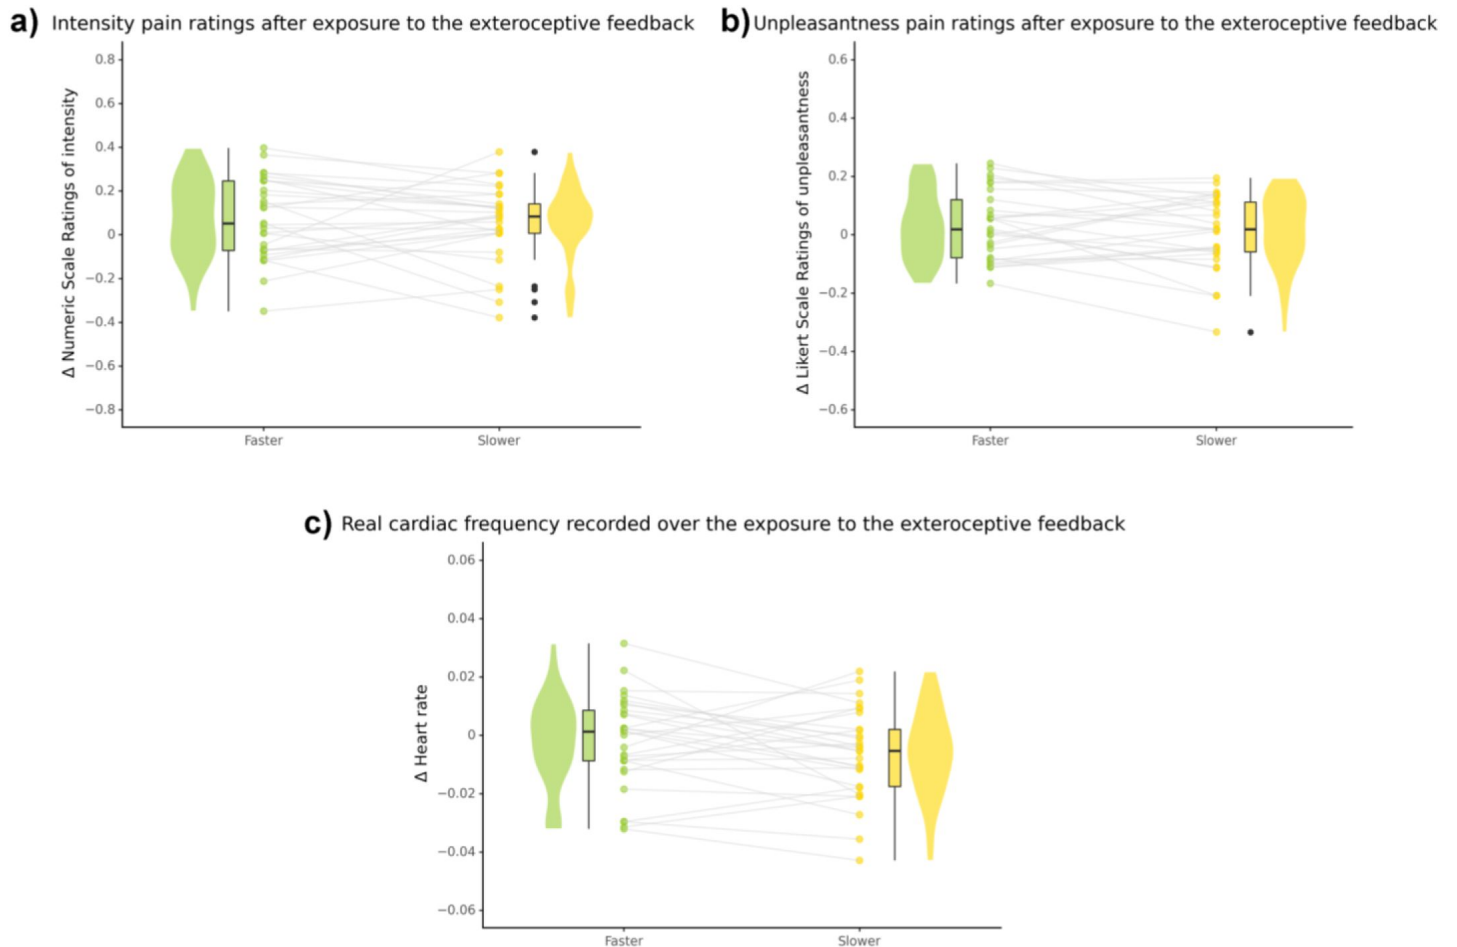 a) Intensity pain ratings after exposure to the exteroceptive feedback
Δ Numeric Scale Ratings of intensity
0.8
0.6
0.4
0.2
0
−0.2
−0.4
−0.6
−0.8
Faster
Slower
b) Unpleasantness pain ratings after exposure to the exteroceptive feedback
Δ Likert Scale Ratings of unpleasantness
0.6
0.4
0.2
0
−0.2
−0.4
−0.6
Faster
Slower
c) Real cardiac frequency recorded over the exposure to the exteroceptive feedback
Δ Heart rate
0.06
0.04
0.02
0
−0.02
−0.04
−0.06
Faster
Slower